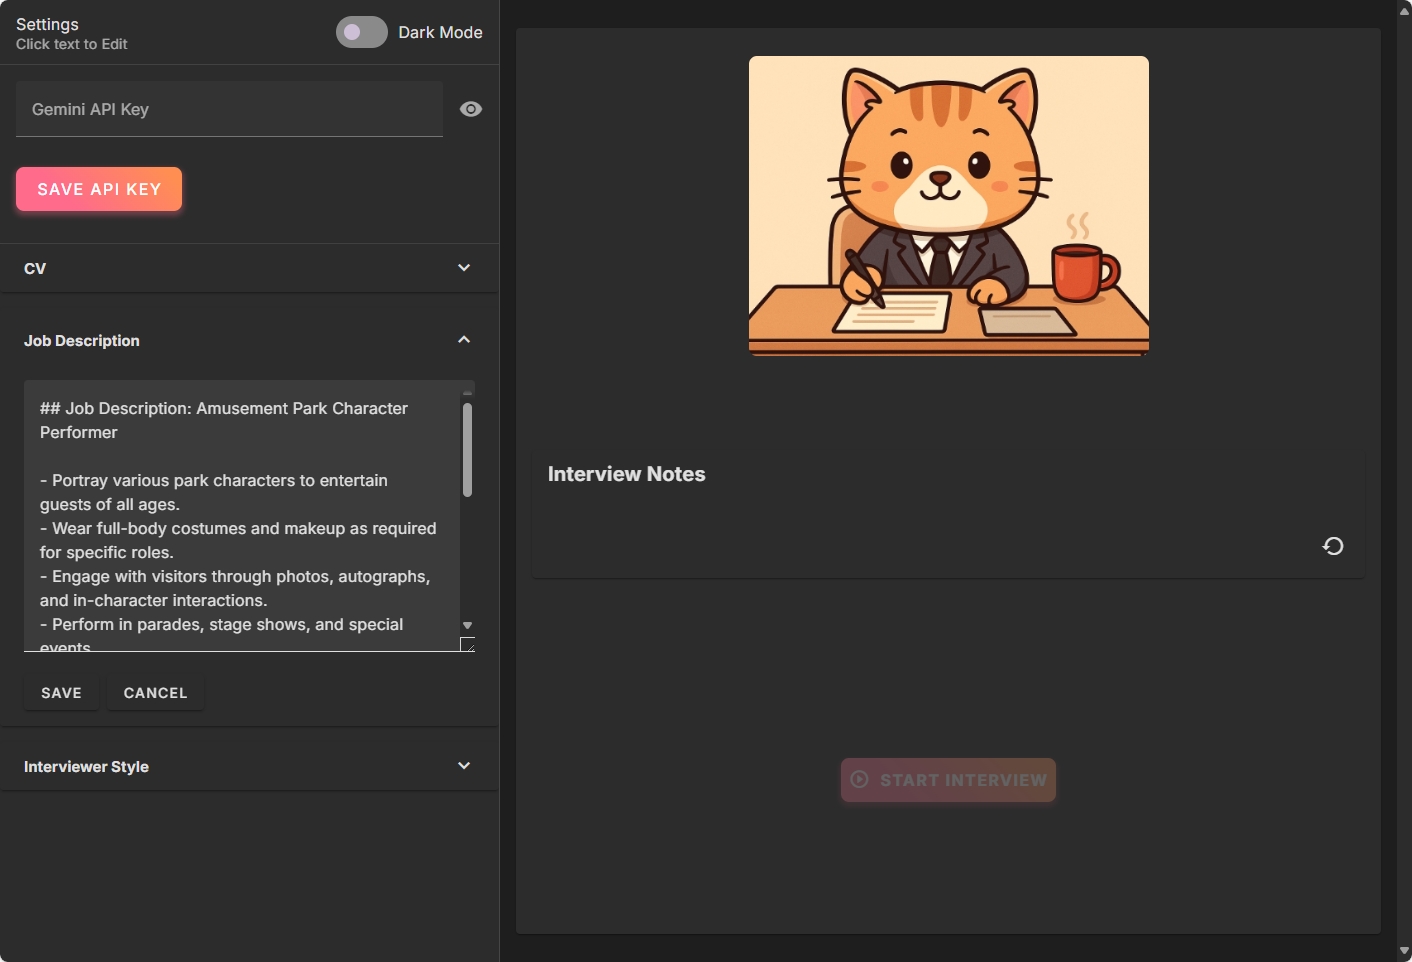 Settings
Click text to Edit
Dark Mode
Gemini API Key
SAVE API KEY
CV
Job Description
## Job Description: Amusement Park Character
Performer
- Portray various park characters to entertain
guests of all ages.
- Wear full-body costumes and makeup as required
for specific roles.
- Engage with visitors through photos, autographs,
and in-character interactions.
- Perform in parades, stage shows, and special
events
SAVE
CANCEL
Interviewer Style
Interview Notes
START INTERVIEW